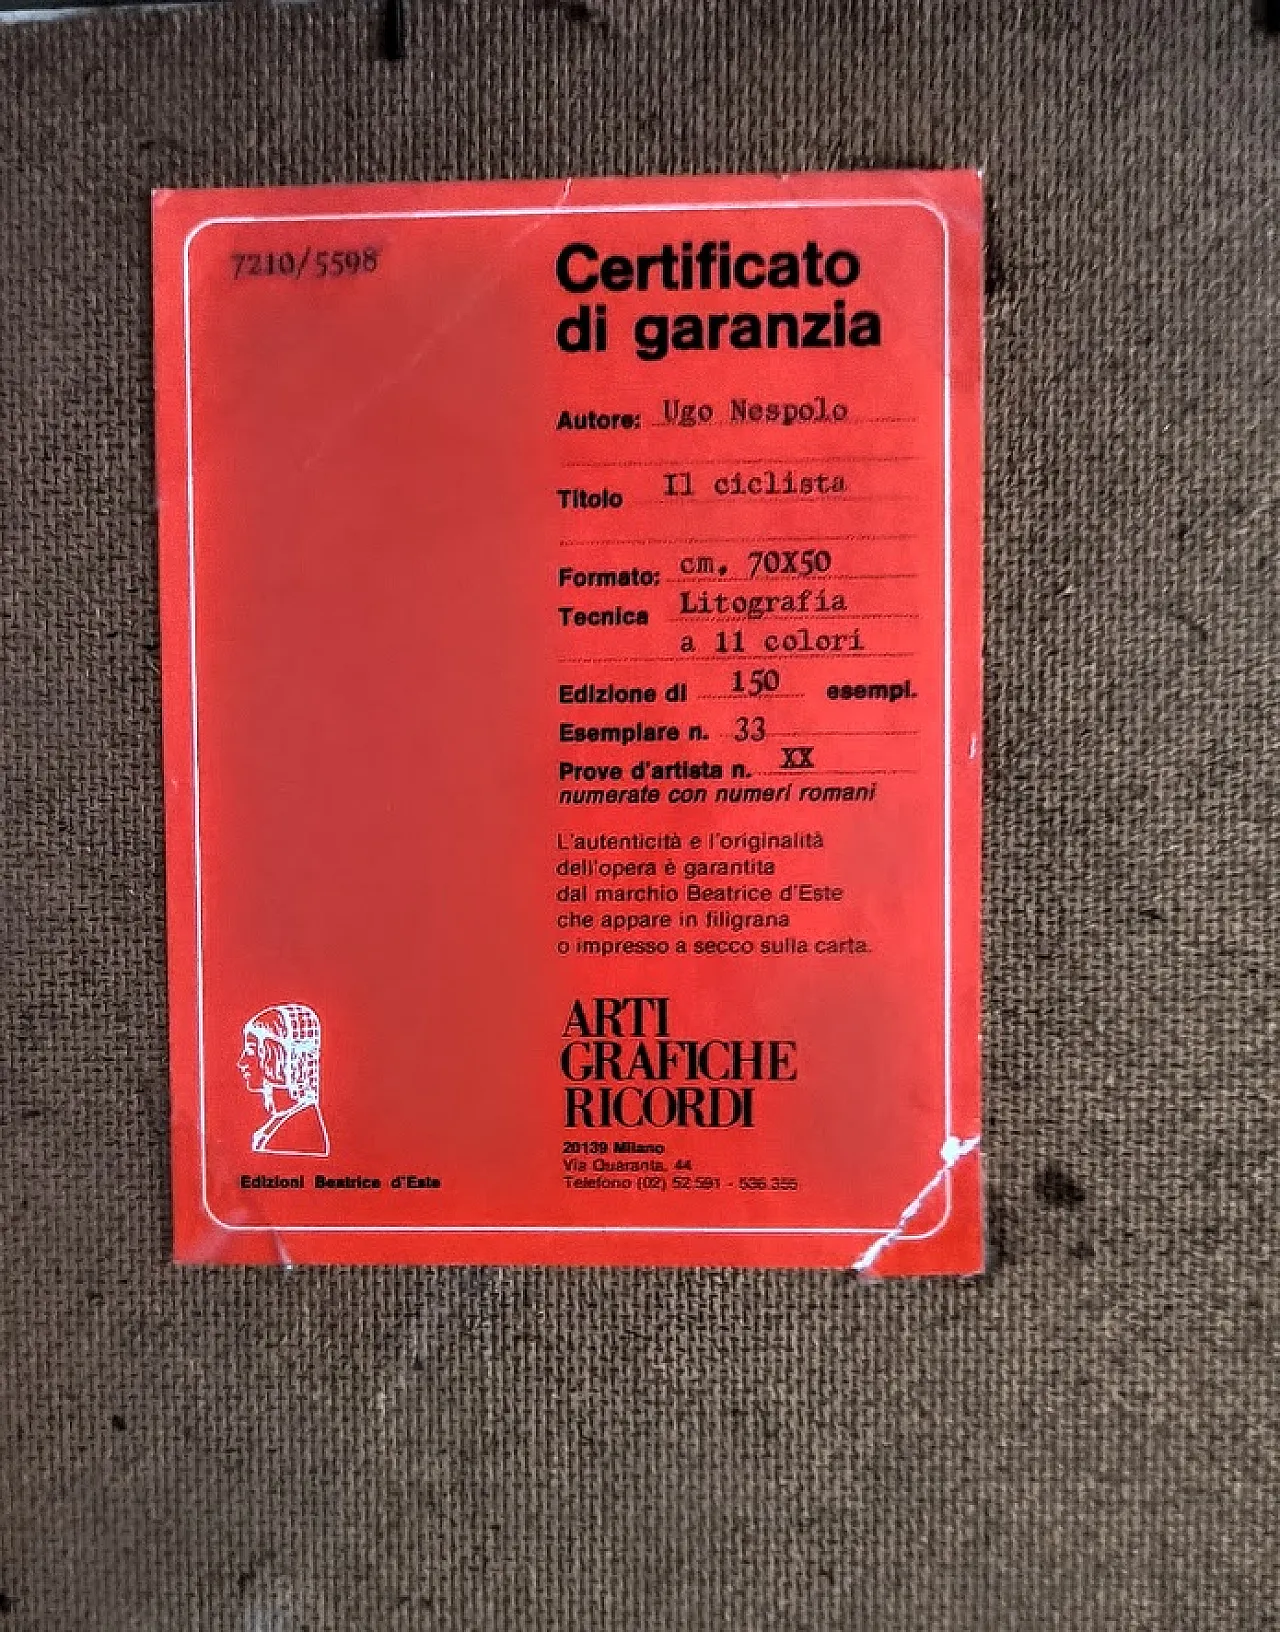 7210/5598
Certificato
di garanzia
Autore: Ugo Nespolo
Titolo Il ciclista
Formato: cm. 70X50
Tecnica Litografia
a 11 colori
Edizione di 150 esempl.
Esemplare n. 33
Prove d'artista n. XX
numerate con numeri romani
L'autenticità e l'originalità
dell'opera è garantita
dal marchio Beatrice d'Este
che appare in filigrana
o impresso a secco sulla carta.
ARTI
GRAFICHE
RICORDI
20139 Milano
Via Quaranta, 44
Telefono (02) 52.591 - 536.355
Edizioni Beatrice d'Este